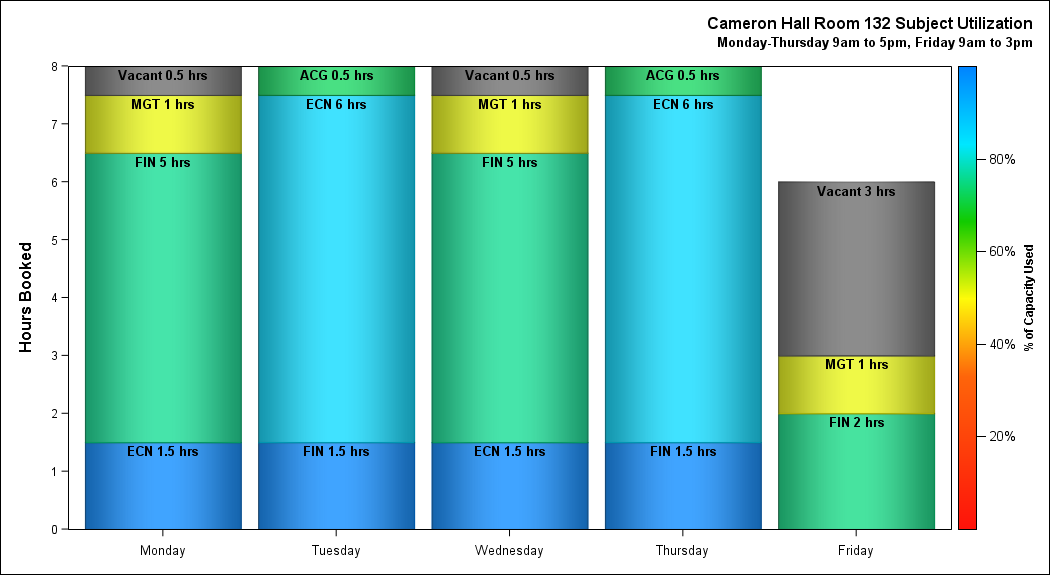 Cameron Hall Room 132 Subject Utilization
Monday-Thursday 9am to 5pm, Friday 9am to 3pm
Hours Booked
8
7
6
5
4
3
2
1
0
Vacant 0.5 hrs
MGT 1 hrs
FIN 5 hrs
ECN 1.5 hrs
Monday
ACG 0.5 hrs
ECN 6 hrs
FIN 1.5 hrs
Tuesday
Vacant 0.5 hrs
MGT 1 hrs
FIN 5 hrs
ECN 1.5 hrs
Wednesday
ACG 0.5 hrs
ECN 6 hrs
FIN 1.5 hrs
Thursday
Vacant 3 hrs
MGT 1 hrs
FIN 2 hrs
Friday
80%
60%
40%
20%
% of Capacity Used